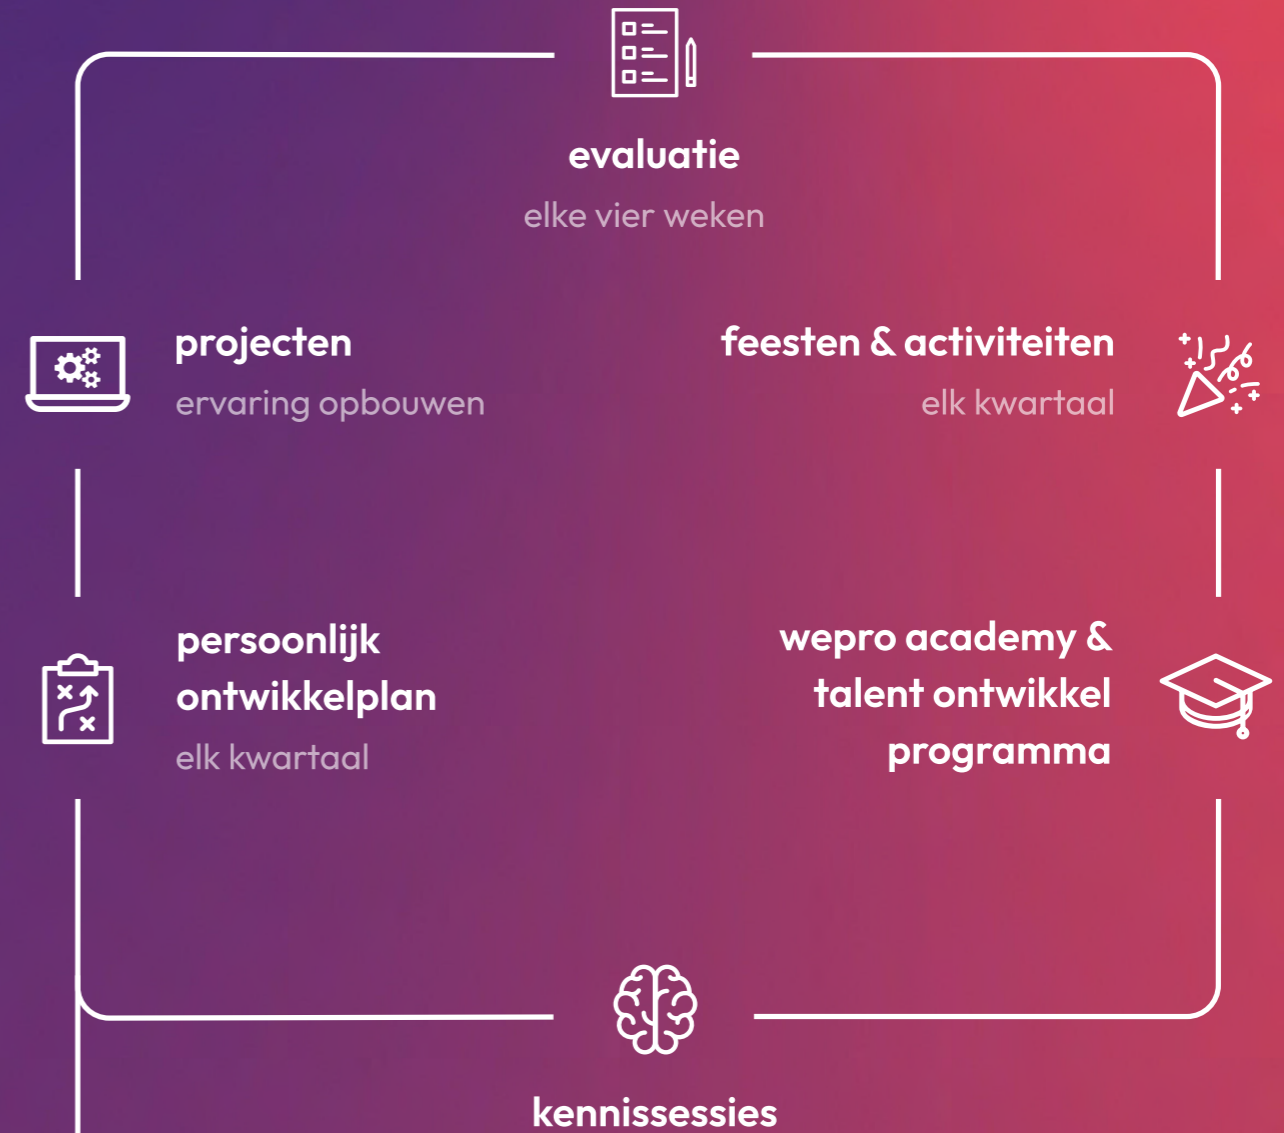 evaluatie
elke vier weken
projecten
ervaring opbouwen
feesten & activiteiten
elk kwartaal
persoonlijk
ontwikkelplan
elk kwartaal
wepro academy &
talent ontwikkel
programma
kennissessies